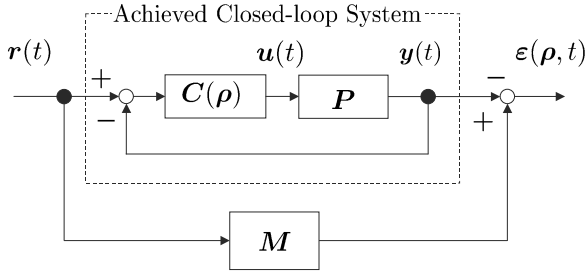 Achieved Closed-loop System
r(t) u(t) y(t) ε(ρ, t)
+ −
C(ρ) P
− +
M